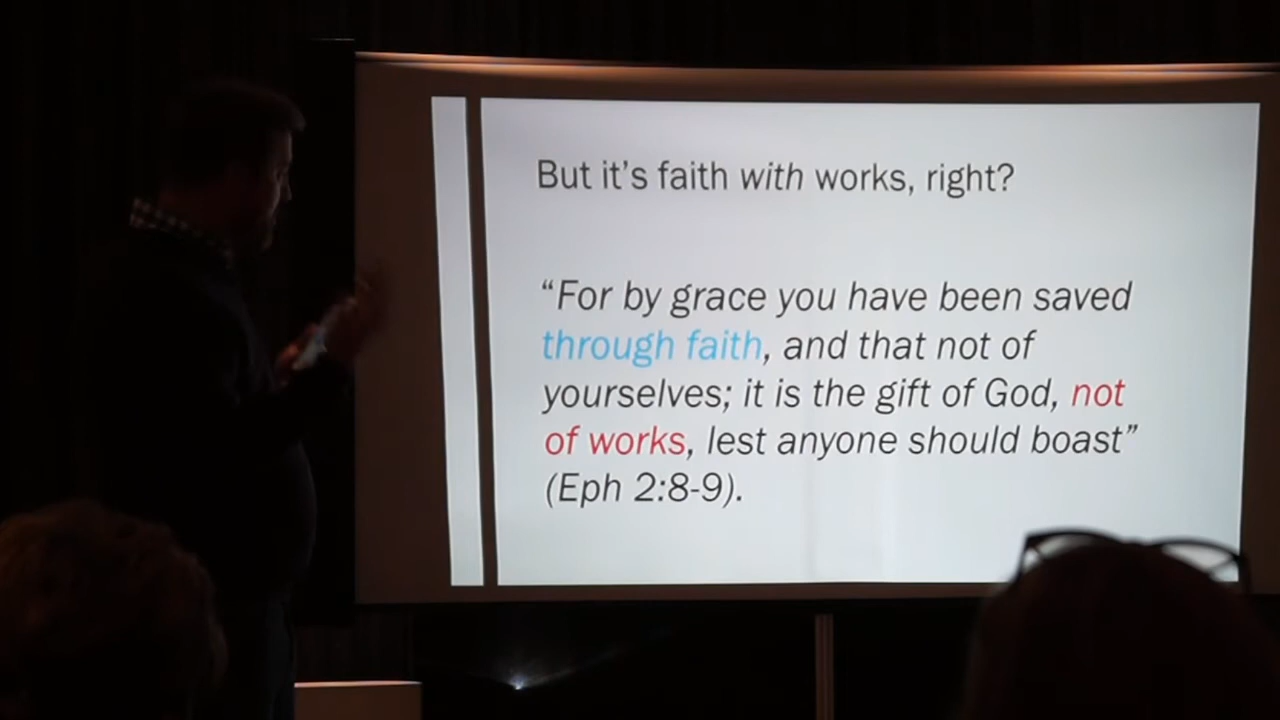 But it’s faith with works, right?
“For by grace you have been saved
through faith, and that not of
yourselves; it is the gift of God, not
of works, lest anyone should boast”
(Eph 2:8-9).